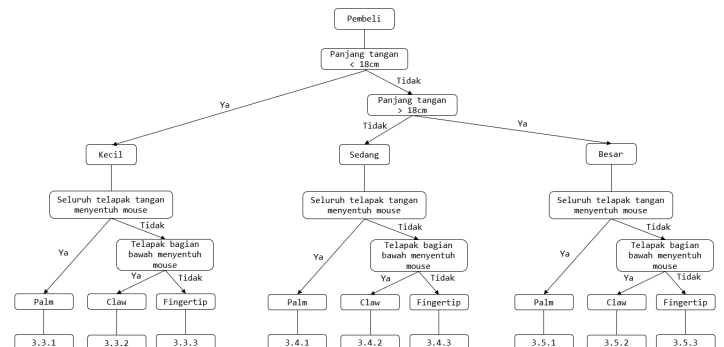 Pembeli
Panjang tangan
< 18cm
Ya
Tidak
Panjang tangan
> 18cm
Tidak
Ya
Kecil
Sedang
Besar
Seluruh telapak tangan
menyentuh mouse
Seluruh telapak tangan
menyentuh mouse
Seluruh telapak tangan
menyentuh mouse
Ya
Tidak
Telapak bagian
bawah menyentuh
mouse
Ya
Tidak
Ya
Tidak
Telapak bagian
bawah menyentuh
mouse
Ya
Tidak
Ya
Tidak
Telapak bagian
bawah menyentuh
mouse
Ya
Tidak
Palm
Claw
Fingertip
Palm
Claw
Fingertip
Palm
Claw
Fingertip
3.3.1
3.3.2
3.3.3
3.4.1
3.4.2
3.4.3
3.5.1
3.5.2
3.5.3